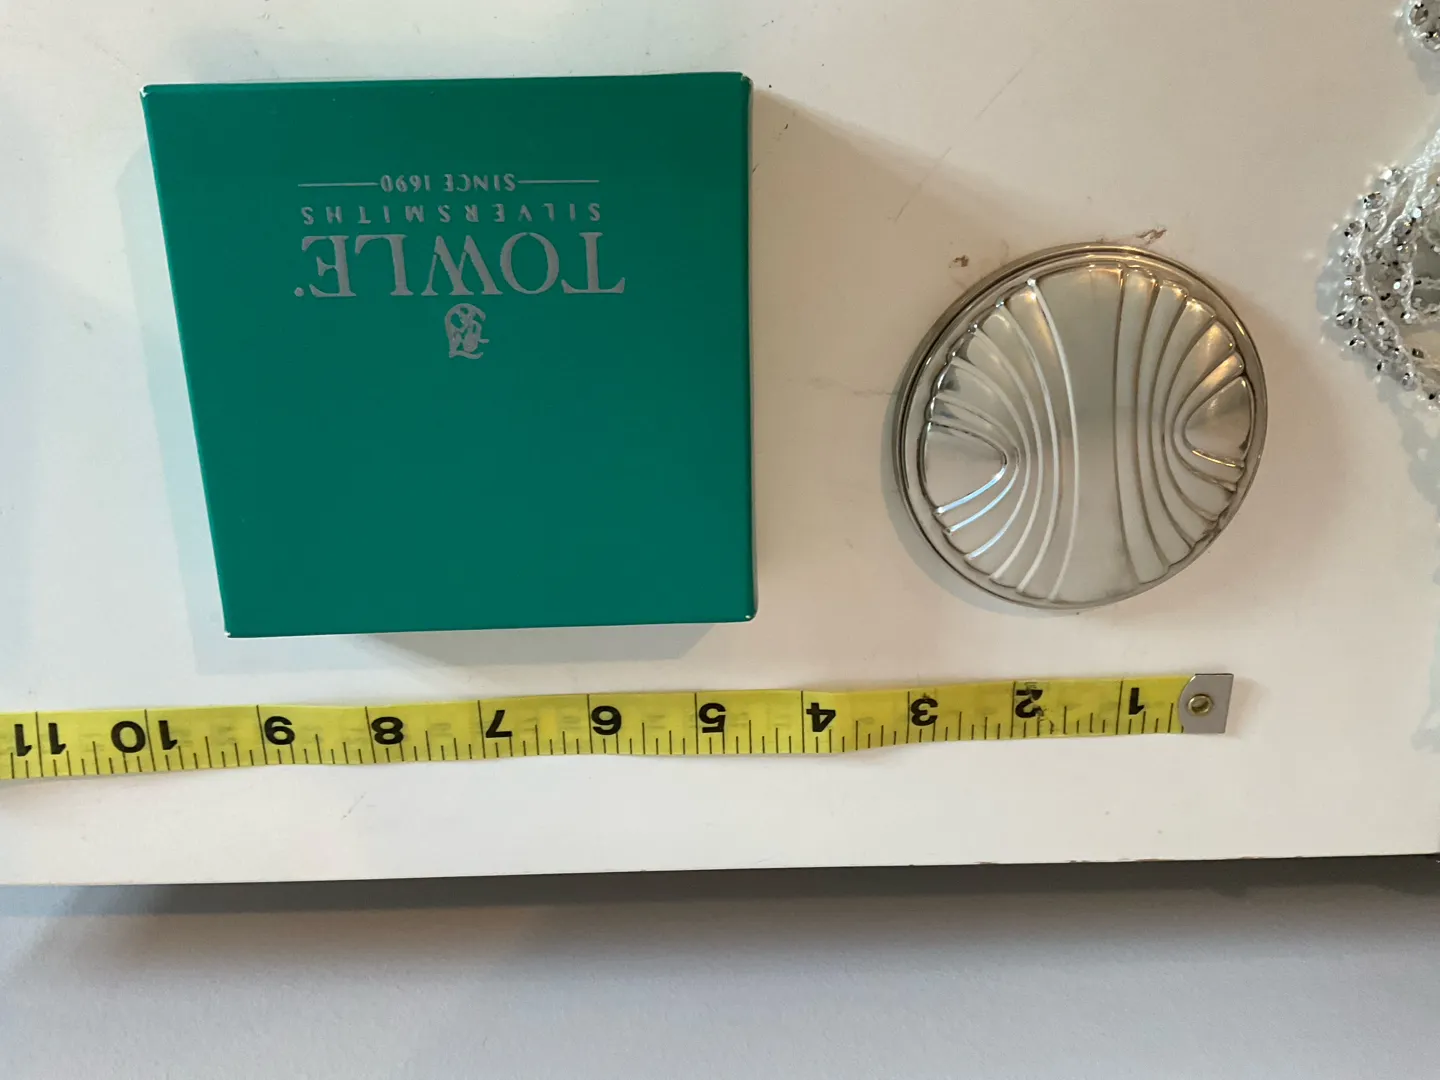 TOWLE®
SILVERSMITHS
SINCE 1690
1 2 3 4 5 6 7 8 9 10 11